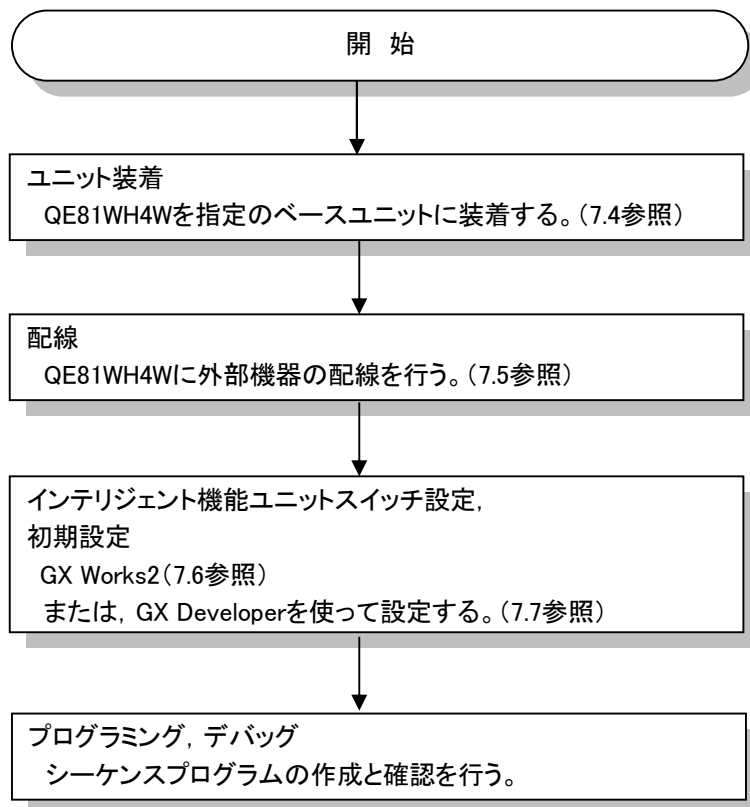 開 始
ユニット装着
QE81WH4Wを指定のベースユニットに装着する。(7.4参照)
配線
QE81WH4Wに外部機器の配線を行う。(7.5参照)
インテリジェント機能ユニットスイッチ設定,
初期設定
GX Works2(7.6参照)
または, GX Developerを使って設定する。(7.7参照)
プログラミング, デバッグ
シーケンスプログラムの作成と確認を行う。